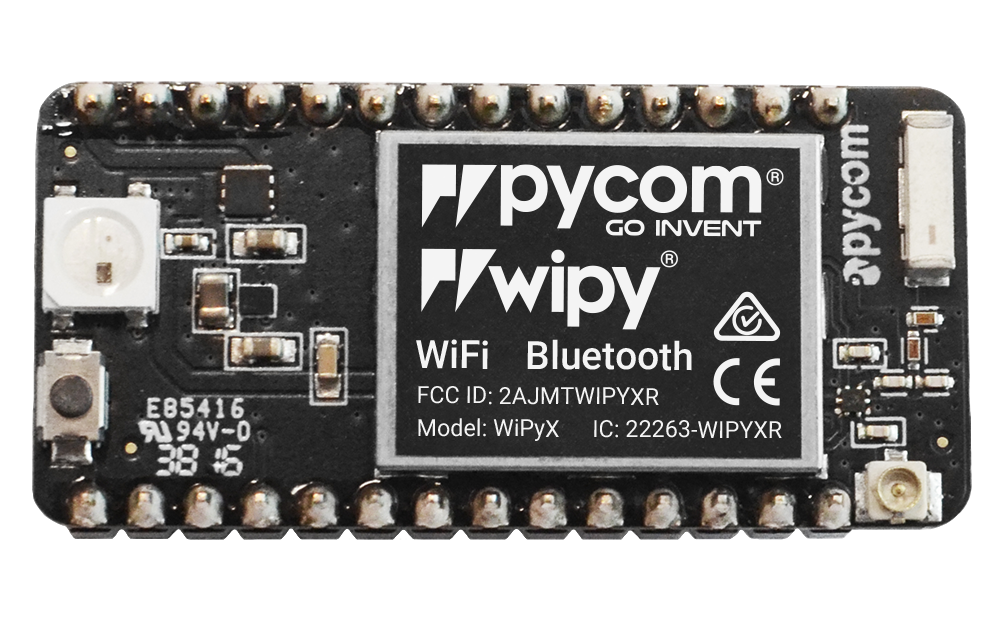 pycom®
GO INVENT
wipy®
WiFi Bluetooth
FCC ID: 2AJMTWIPYXR
Model: WiPyX IC: 22263-WIPYXR
CE
pycom
E85416
94V-0
38 16